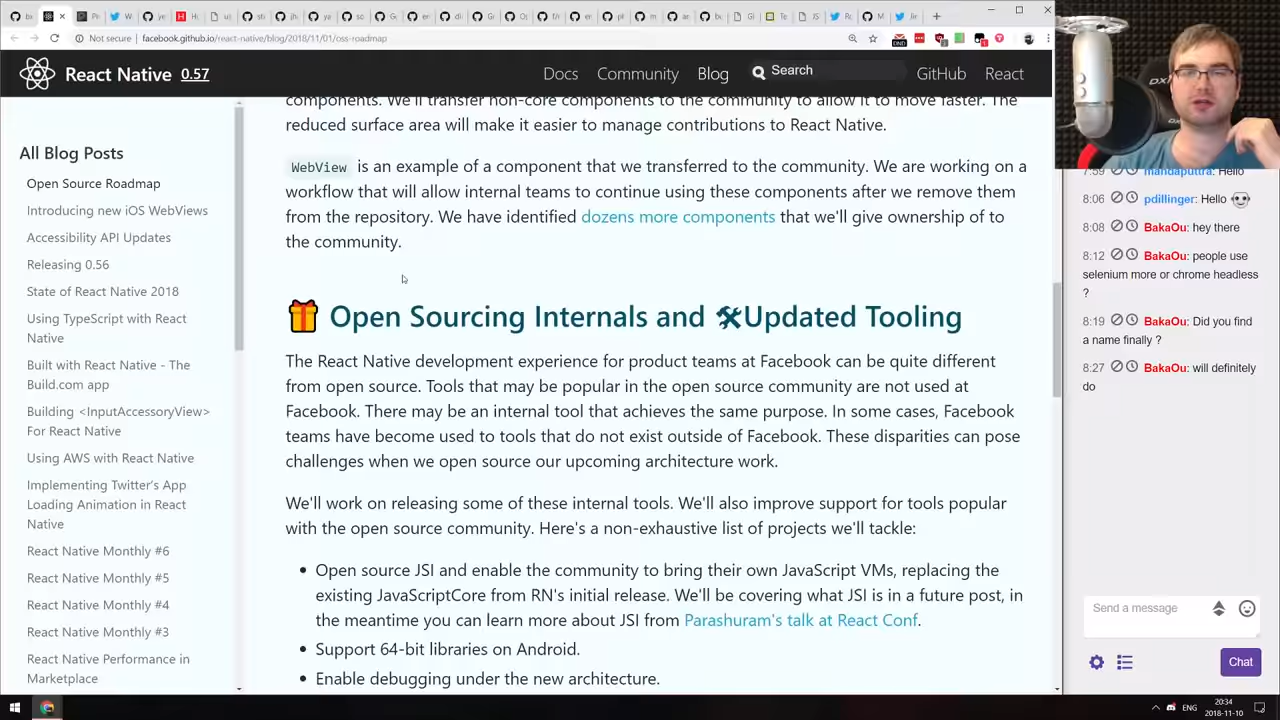 Not secure | facebook.github.io/react-native/blog/2018/11/01/oss-roadmap
React Native 0.57
Docs
Community
Blog
Search
GitHub
React
All Blog Posts
Open Source Roadmap
Introducing new iOS WebViews
Accessibility API Updates
Releasing 0.56
State of React Native 2018
Using TypeScript with React
Native
Built with React Native - The
Build.com app
Building <InputAccessoryView>
For React Native
Using AWS with React Native
Implementing Twitter's App
Loading Animation in React
Native
React Native Monthly #6
React Native Monthly #5
React Native Monthly #4
React Native Monthly #3
React Native Performance in
Marketplace
components. We'll transfer non-core components to the community to allow it to move faster. The
reduced surface area will make it easier to manage contributions to React Native.
WebView is an example of a component that we transferred to the community. We are working on a
workflow that will allow internal teams to continue using these components after we remove them
from the repository. We have identified dozens more components that we'll give ownership of to
the community.
Open Sourcing Internals and Updated Tooling
The React Native development experience for product teams at Facebook can be quite different
from open source. Tools that may be popular in the open source community are not used at
Facebook. There may be an internal tool that achieves the same purpose. In some cases, Facebook
teams have become used to tools that do not exist outside of Facebook. These disparities can pose
challenges when we open source our upcoming architecture work.
We'll work on releasing some of these internal tools. We'll also improve support for tools popular
with the open source community. Here's a non-exhaustive list of projects we'll tackle:
• Open source JSI and enable the community to bring their own JavaScript VMs, replacing the
existing JavaScriptCore from RN's initial release. We'll be covering what JSI is in a future post, in
the meantime you can learn more about JSI from Parashuram's talk at React Conf.
• Support 64-bit libraries on Android.
• Enable debugging under the new architecture.
7:59 mandaputtra: Hello
8:06 pdillinger: Hello
8:08 BakaOu: hey there
8:12 BakaOu: people use
selenium more or chrome headless
?
8:19 BakaOu: Did you find
a name finally ?
8:27 BakaOu: will definitely
do
Send a message
Chat
ENG
20:34
2018-11-10